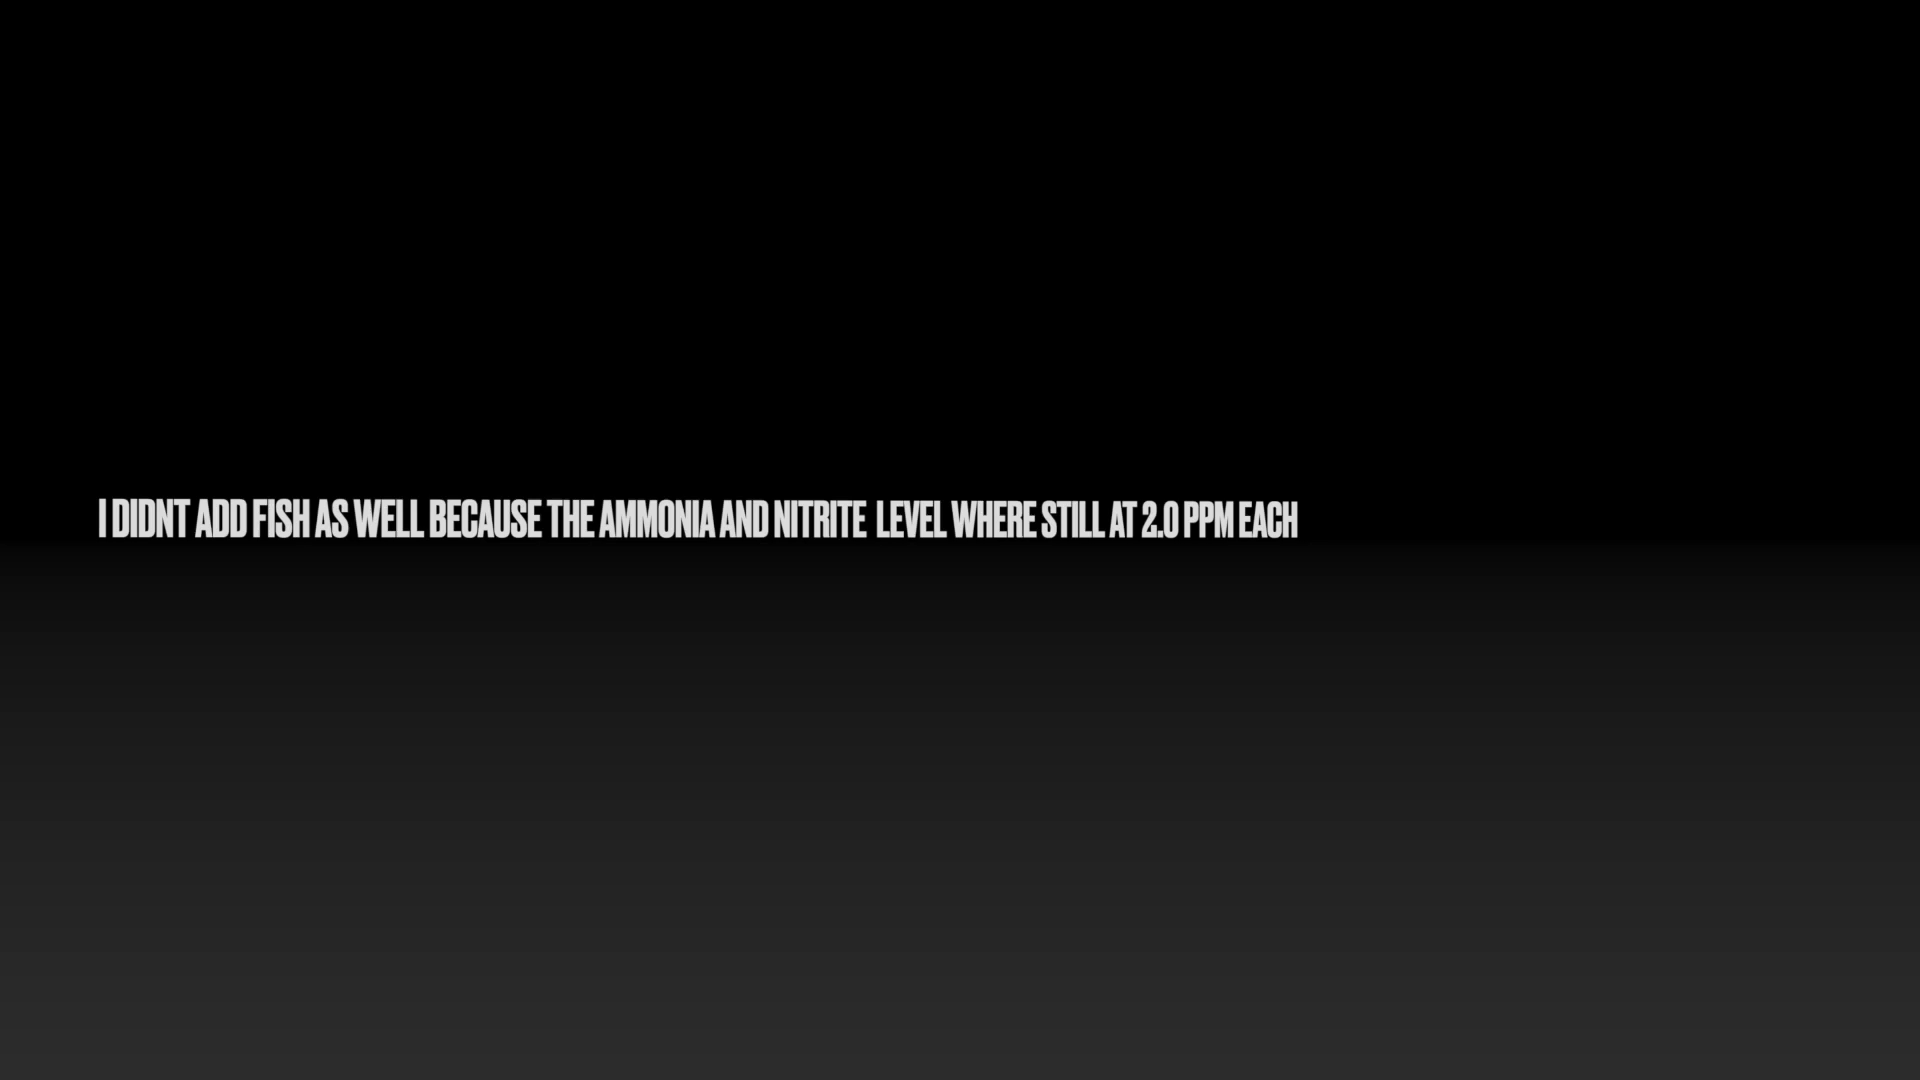 I DIDNT ADD FISH AS WELL BECAUSE THE AMMONIA AND NITRITE LEVEL WHERE STILL AT 2.0 PPM EACH